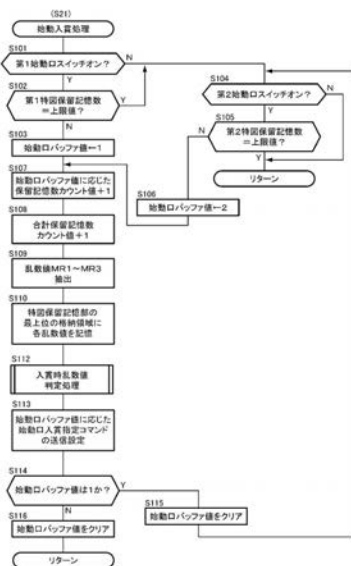 (S21)
始動入賞処理
S101
第1始動口スイッチオン?
N
Y
S102
第1特図保留記憶数
=上限値?
Y
N
S103
始動口バッファ値←1
S104
第2始動口スイッチオン?
N
Y
S105
第2特図保留記憶数
=上限値?
N
Y
リターン
S106
始動口バッファ値←2
S107
始動口バッファ値に応じた
保留記憶数カウント値+1
S108
合計保留記憶数
カウント値+1
S109
乱数値MR1～MR3
抽出
S110
特図保留記憶部の
最上位の格納領域に
各乱数値を記憶
S112
入賞時乱数値
判定処理
S113
始動口バッファ値に応じた
始動口入賞指定コマンド
の送信設定
S114
始動口バッファ値は1か?
Y
N
S115
始動口バッファ値をクリア
S116
始動口バッファ値をクリア
リターン